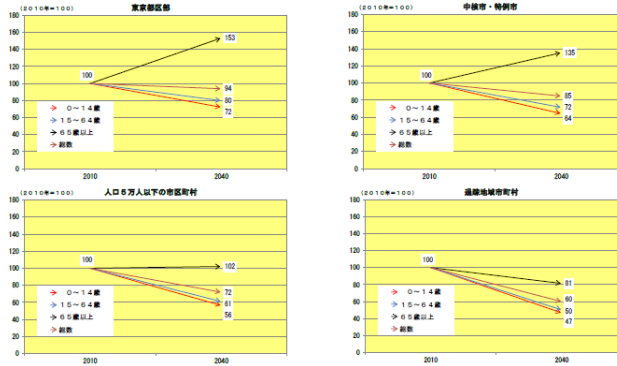 (2010年=100)
東京都区部
180
160
140
120
100
80
60
40
20
0
100
153
94
80
72
0~14歳
15~64歳
65歳以上
総数
2010
2040
(2010年=100)
中核市・特例市
180
160
140
120
100
80
60
40
20
0
100
135
85
72
64
0~14歳
15~64歳
65歳以上
総数
2010
2040
(2010年=100)
人口5万人以下の市区町村
180
160
140
120
100
80
60
40
20
0
100
102
72
61
56
0~14歳
15~64歳
65歳以上
総数
2010
2040
(2010年=100)
過疎地域市町村
180
160
140
120
100
80
60
40
20
0
100
81
60
50
47
0~14歳
15~64歳
65歳以上
総数
2010
2040